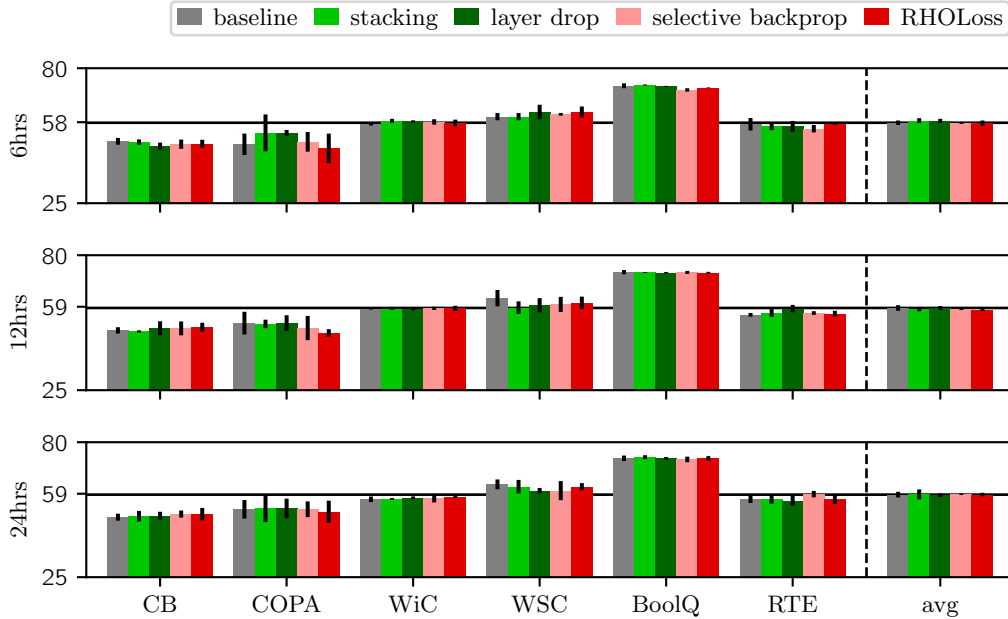 baseline stacking layer drop selective backprop RHOLoss
80
58
25
6hrs
80
59
25
12hrs
80
59
25
24hrs
CB COPA WiC WSC BoolQ RTE avg